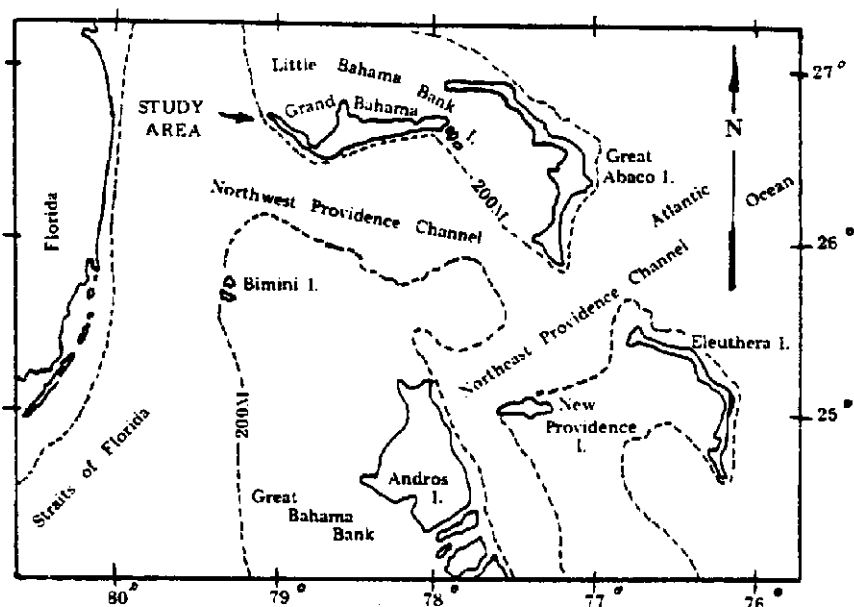 Little Bahama Bank
27°
STUDY
AREA
Grand Bahama
I.
N
Great
Abaco I.
200M
Atlantic Ocean
Northwest Providence Channel
Florida
26°
Bimini I.
Northeast Providence Channel
Eleuthera I.
New
Providence
I.
25°
200M
Straits of Florida
Andros
I.
Great
Bahama
Bank
80° 79° 78° 77° 76°